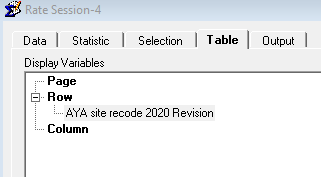 Rate Session-4
Data Statistic Selection Table Output
Display Variables
Page
Row
AYA site recode 2020 Revision
Column